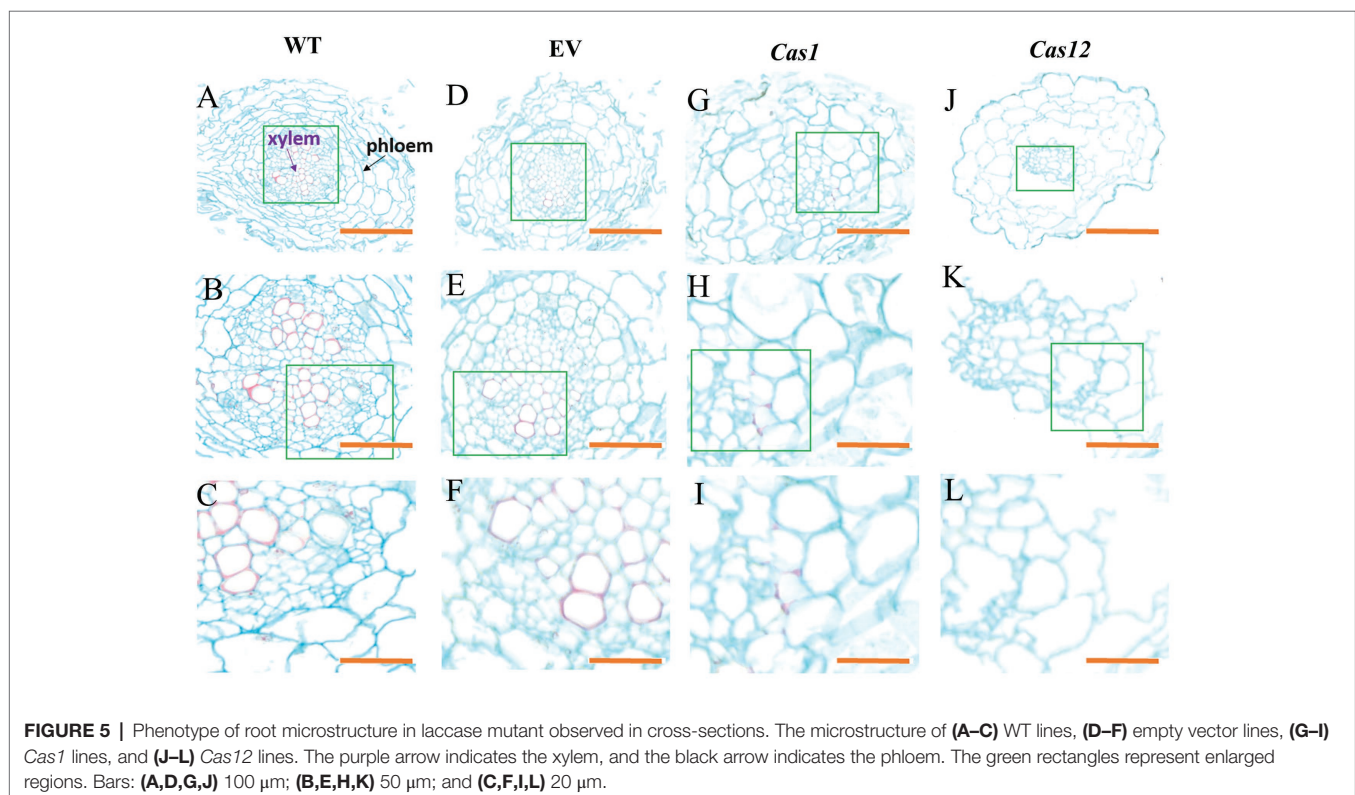 WT EV Cas1 Cas12
A D G J
xylem phloem
B E H K
C F I L
FIGURE 5 | Phenotype of root microstructure in laccase mutant observed in cross-sections. The microstructure of (A–C) WT lines, (D–F) empty vector lines, (G–I)
Cas1 lines, and (J–L) Cas12 lines. The purple arrow indicates the xylem, and the black arrow indicates the phloem. The green rectangles represent enlarged
regions. Bars: (A,D,G,J) 100 μm; (B,E,H,K) 50 μm; and (C,F,I,L) 20 μm.